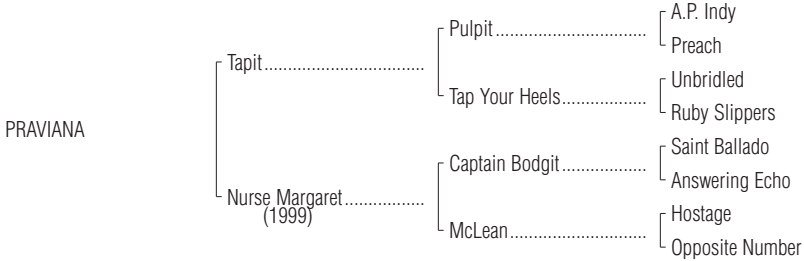 A.P. Indy
Pulpit
Preach
Tapit
Unbridled
Tap Your Heels
Ruby Slippers
PRAVIANA
Saint Ballado
Captain Bodgit
Answering Echo
Nurse Margaret
(1999)
Hostage
McLean
Opposite Number